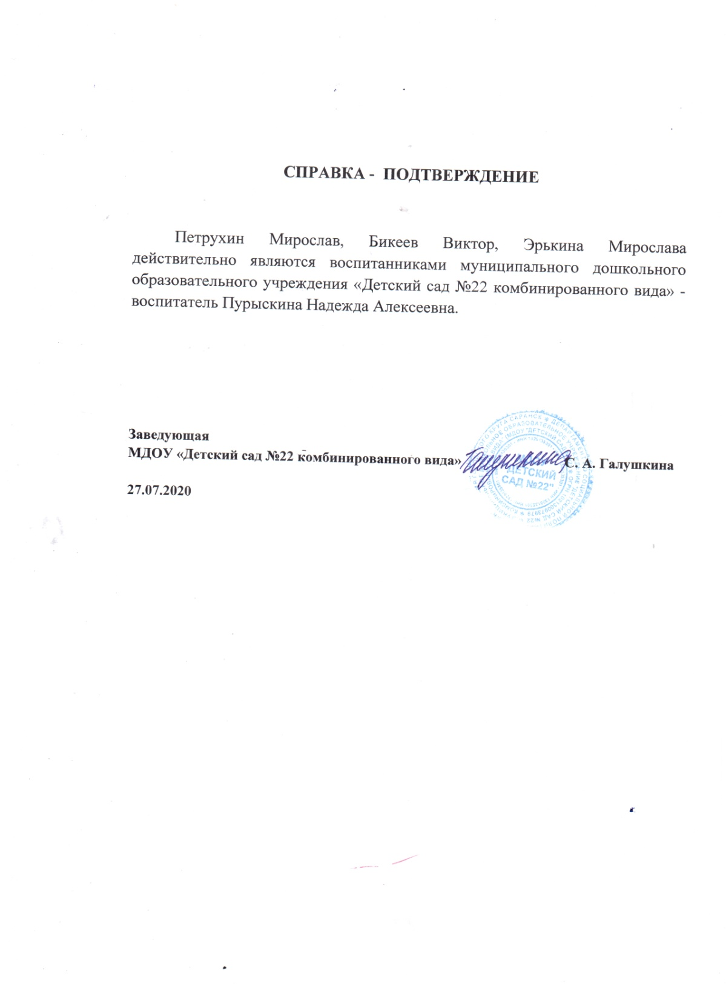 СПРАВКА - ПОДТВЕРЖДЕНИЕ
Петрухин Мирослав, Бикеев Виктор, Эрькина Мирослава
действительно являются воспитанниками муниципального дошкольного
образовательного учреждения «Детский сад №22 комбинированного вида» -
воспитатель Пурыскина Надежда Алексеевна.
Заведующая
МДОУ «Детский сад №22 комбинированного вида» С. А. Галушкина
ДЕТСКИЙ
САД №22"
27.07.2020